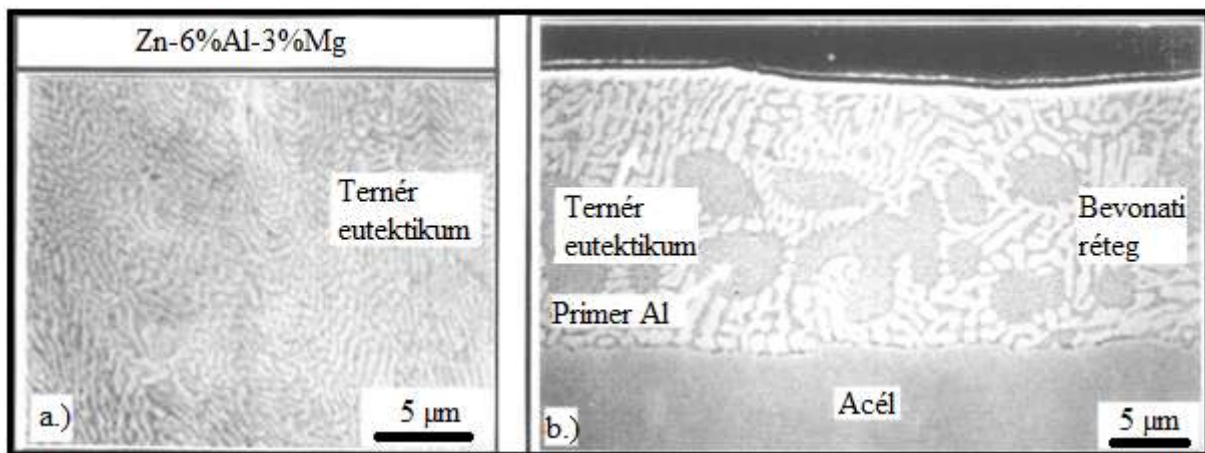 Zn-6%Al-3%Mg
Ternér
eutektikum
a.)
5 µm
Ternér
eutektikum
Bevonati
réteg
Primer Al
Acél
b.)
5 µm